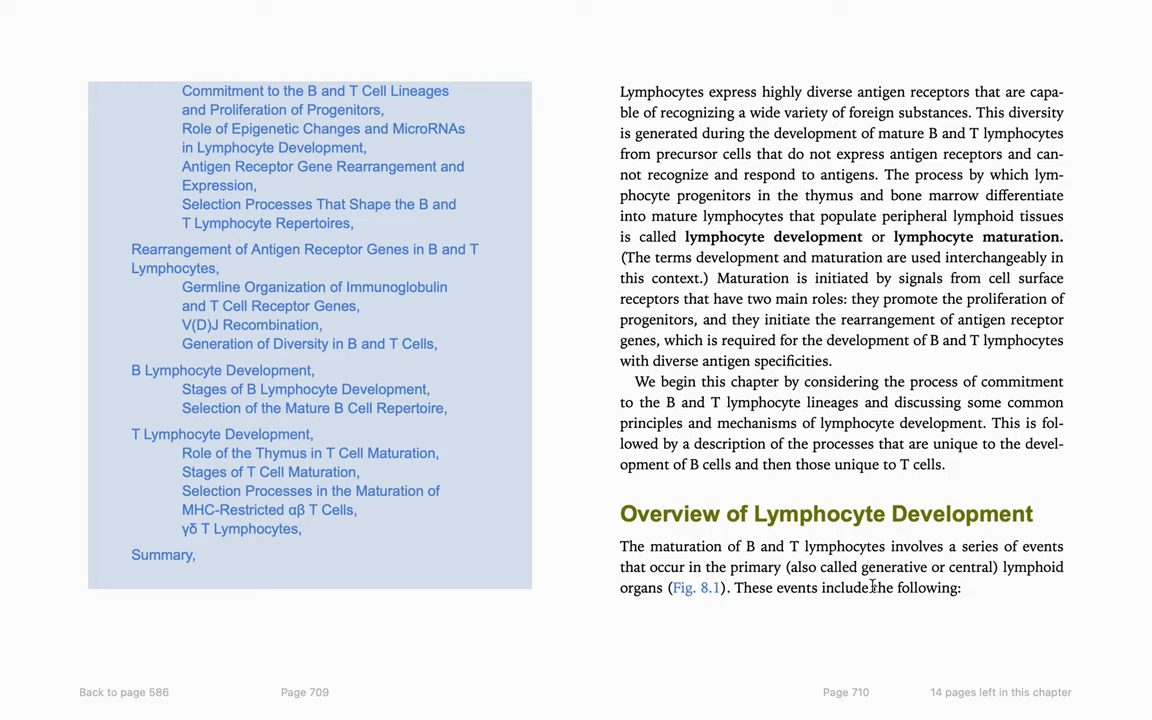 Commitment to the B and T Cell Lineages
and Proliferation of Progenitors,
Role of Epigenetic Changes and MicroRNAs
in Lymphocyte Development,
Antigen Receptor Gene Rearrangement and
Expression,
Selection Processes That Shape the B and
T Lymphocyte Repertoires,
Rearrangement of Antigen Receptor Genes in B and T
Lymphocytes,
Germline Organization of Immunoglobulin
and T Cell Receptor Genes,
V(D)J Recombination,
Generation of Diversity in B and T Cells,
B Lymphocyte Development,
Stages of B Lymphocyte Development,
Selection of the Mature B Cell Repertoire,
T Lymphocyte Development,
Role of the Thymus in T Cell Maturation,
Stages of T Cell Maturation,
Selection Processes in the Maturation of
MHC-Restricted αβ T Cells,
γδ T Lymphocytes,
Summary,
Lymphocytes express highly diverse antigen receptors that are capa-
ble of recognizing a wide variety of foreign substances. This diversity
is generated during the development of mature B and T lymphocytes
from precursor cells that do not express antigen receptors and can-
not recognize and respond to antigens. The process by which lym-
phocyte progenitors in the thymus and bone marrow differentiate
into mature lymphocytes that populate peripheral lymphoid tissues
is called lymphocyte development or lymphocyte maturation.
(The terms development and maturation are used interchangeably in
this context.) Maturation is initiated by signals from cell surface
receptors that have two main roles: they promote the proliferation of
progenitors, and they initiate the rearrangement of antigen receptor
genes, which is required for the development of B and T lymphocytes
with diverse antigen specificities.
We begin this chapter by considering the process of commitment
to the B and T lymphocyte lineages and discussing some common
principles and mechanisms of lymphocyte development. This is fol-
lowed by a description of the processes that are unique to the devel-
opment of B cells and then those unique to T cells.
Overview of Lymphocyte Development
The maturation of B and T lymphocytes involves a series of events
that occur in the primary (also called generative or central) lymphoid
organs (Fig. 8.1). These events include the following:
Back to page 586
Page 709
Page 710
14 pages left in this chapter